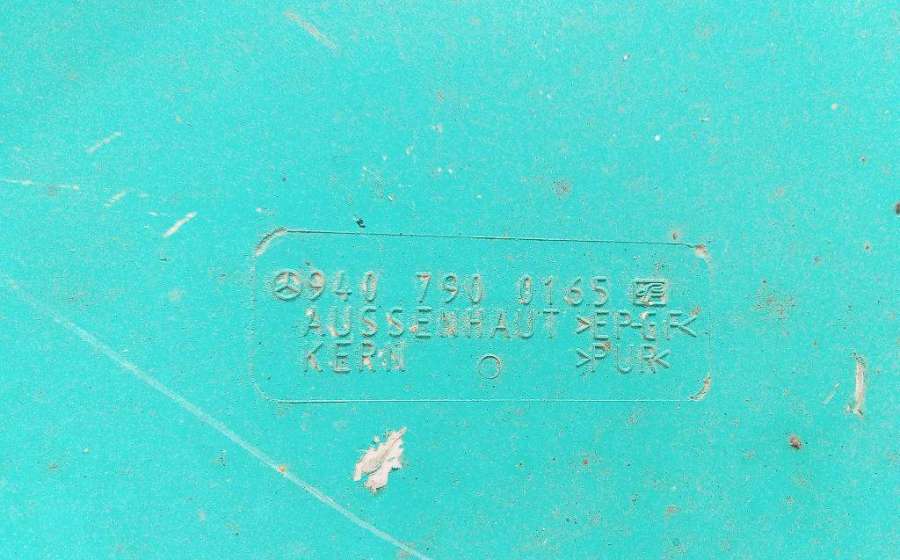 940 790 0165
AUSSENHAUT >EP-GF<
KERN >PUR<